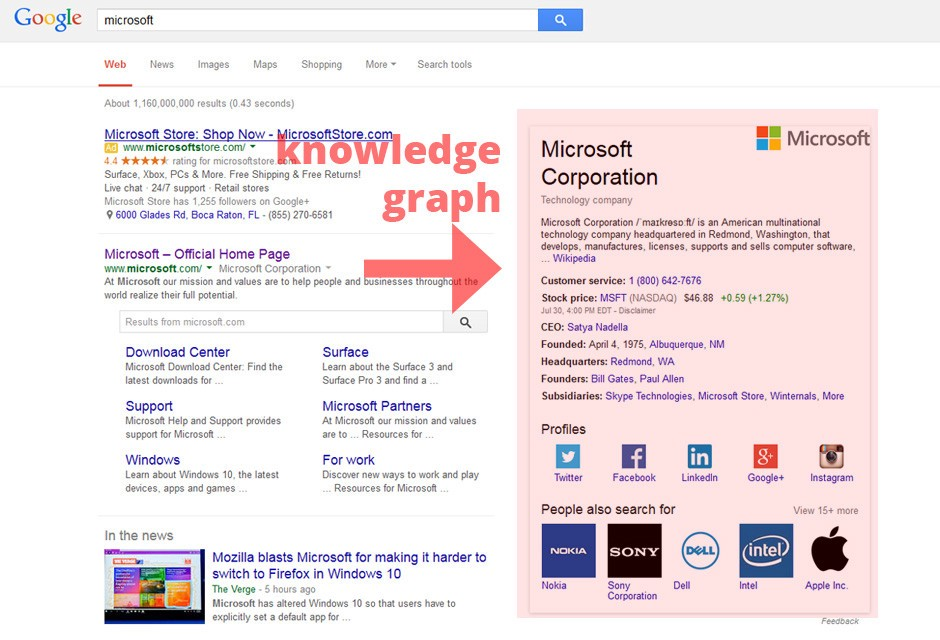 Google
microsoft
Web News Images Maps Shopping More Search tools
About 1,160,000,000 results (0.43 seconds)
Microsoft Store: Shop Now - MicrosoftStore.com
Ad www.microsoftstore.com/
4.4 ★★★★★ rating for microsoftstore.com
Surface, Xbox, PCs & More. Free Shipping & Free Returns!
Live chat · 24/7 support · Retail stores
Microsoft Store has 1,255 followers on Google+
6000 Glades Rd, Boca Raton, FL - (855) 270-6581
knowledge
graph
Microsoft – Official Home Page
www.microsoft.com/ Microsoft Corporation
At Microsoft our mission and values are to help people and businesses throughout the
world realize their full potential.
Results from microsoft.com
Download Center
Microsoft Download Center: Find the
latest downloads for ...
Surface
Learn about the Surface 3 and
Surface Pro 3 and find a ...
Support
Microsoft Help and Support provides
support for Microsoft ...
Microsoft Partners
At Microsoft our mission and values
are to ... Resources for ...
Windows
Learn about Windows 10, the latest
devices, apps and games ...
For work
Discover new ways to work and play
... Resources for Microsoft ...
In the news
Mozilla blasts Microsoft for making it harder to
switch to Firefox in Windows 10
The Verge - 5 hours ago
Microsoft has altered Windows 10 so that users have to
explicitly set a default app for ...
Microsoft
Microsoft
Corporation
Technology company
Microsoft Corporation /ˈmaɪkrɵsɒːft/ is an American multinational
technology company headquartered in Redmond, Washington, that
develops, manufactures, licenses, supports and sells computer software,
... Wikipedia
Customer service: 1 (800) 642-7676
Stock price: MSFT (NASDAQ) $46.88 +0.59 (+1.27%)
Jul 30, 4:00 PM EDT - Disclaimer
CEO: Satya Nadella
Founded: April 4, 1975, Albuquerque, NM
Headquarters: Redmond, WA
Founders: Bill Gates, Paul Allen
Subsidiaries: Skype Technologies, Microsoft Store, Winternals, More
Profiles
Twitter Facebook LinkedIn Google+ Instagram
People also search for View 15+ more
NOKIA SONY DELL intel
Nokia Sony Dell Intel Apple Inc.
Corporation
Feedback